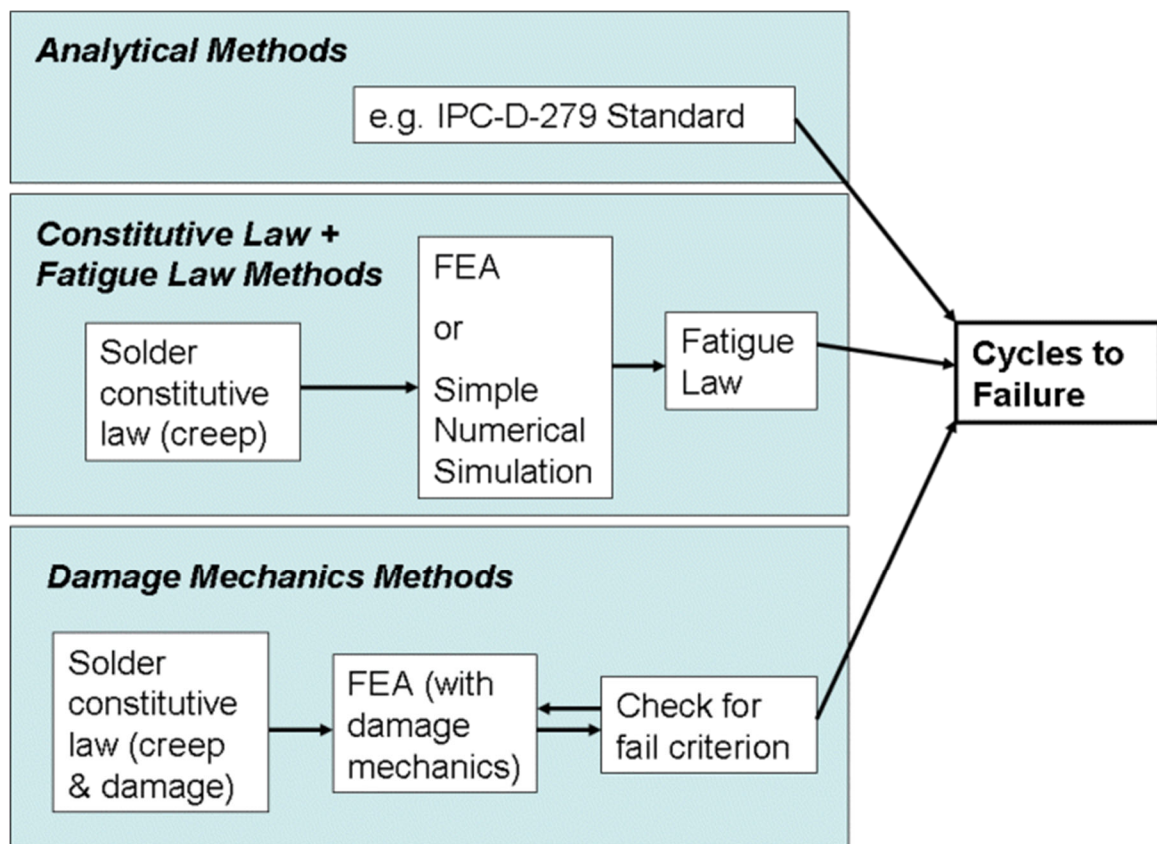 Analytical Methods
e.g. IPC-D-279 Standard
Constitutive Law +
Fatigue Law Methods
Solder
constitutive
law (creep)
FEA
or
Simple
Numerical
Simulation
Fatigue
Law
Cycles to
Failure
Damage Mechanics Methods
Solder
constitutive
law (creep
& damage)
FEA (with
damage
mechanics)
Check for
fail criterion